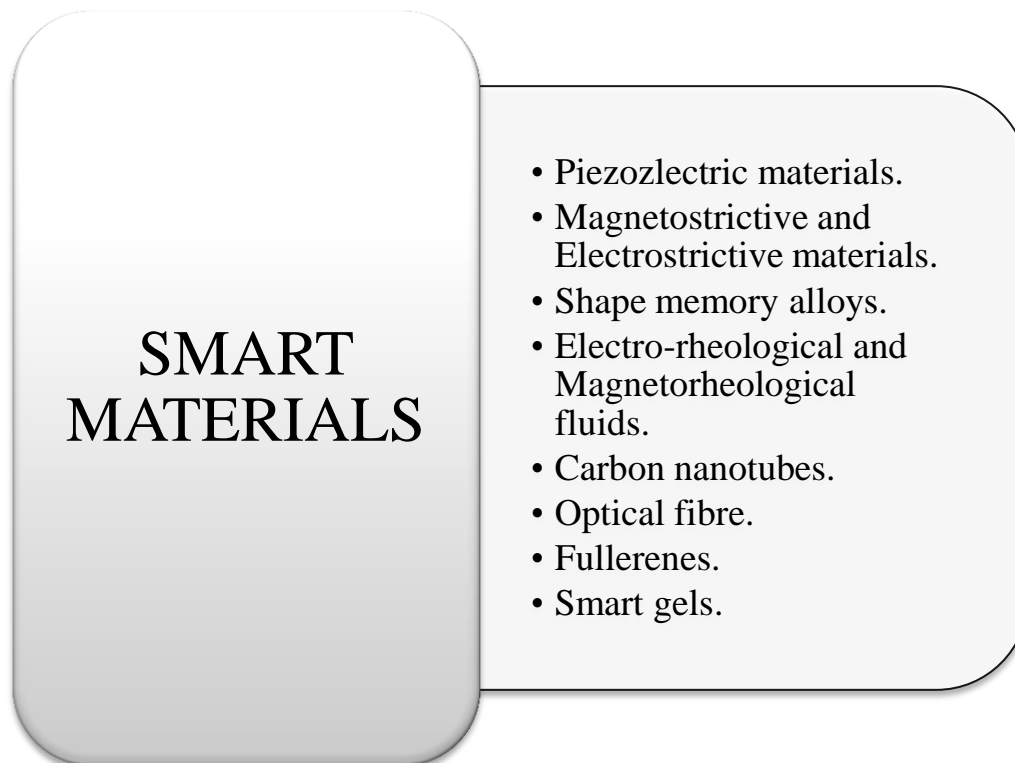 SMART
MATERIALS
• Piezozlectric materials.
• Magnetostrictive and
Electrostrictive materials.
• Shape memory alloys.
• Electro-rheological and
Magnetorheological
fluids.
• Carbon nanotubes.
• Optical fibre.
• Fullerenes.
• Smart gels.